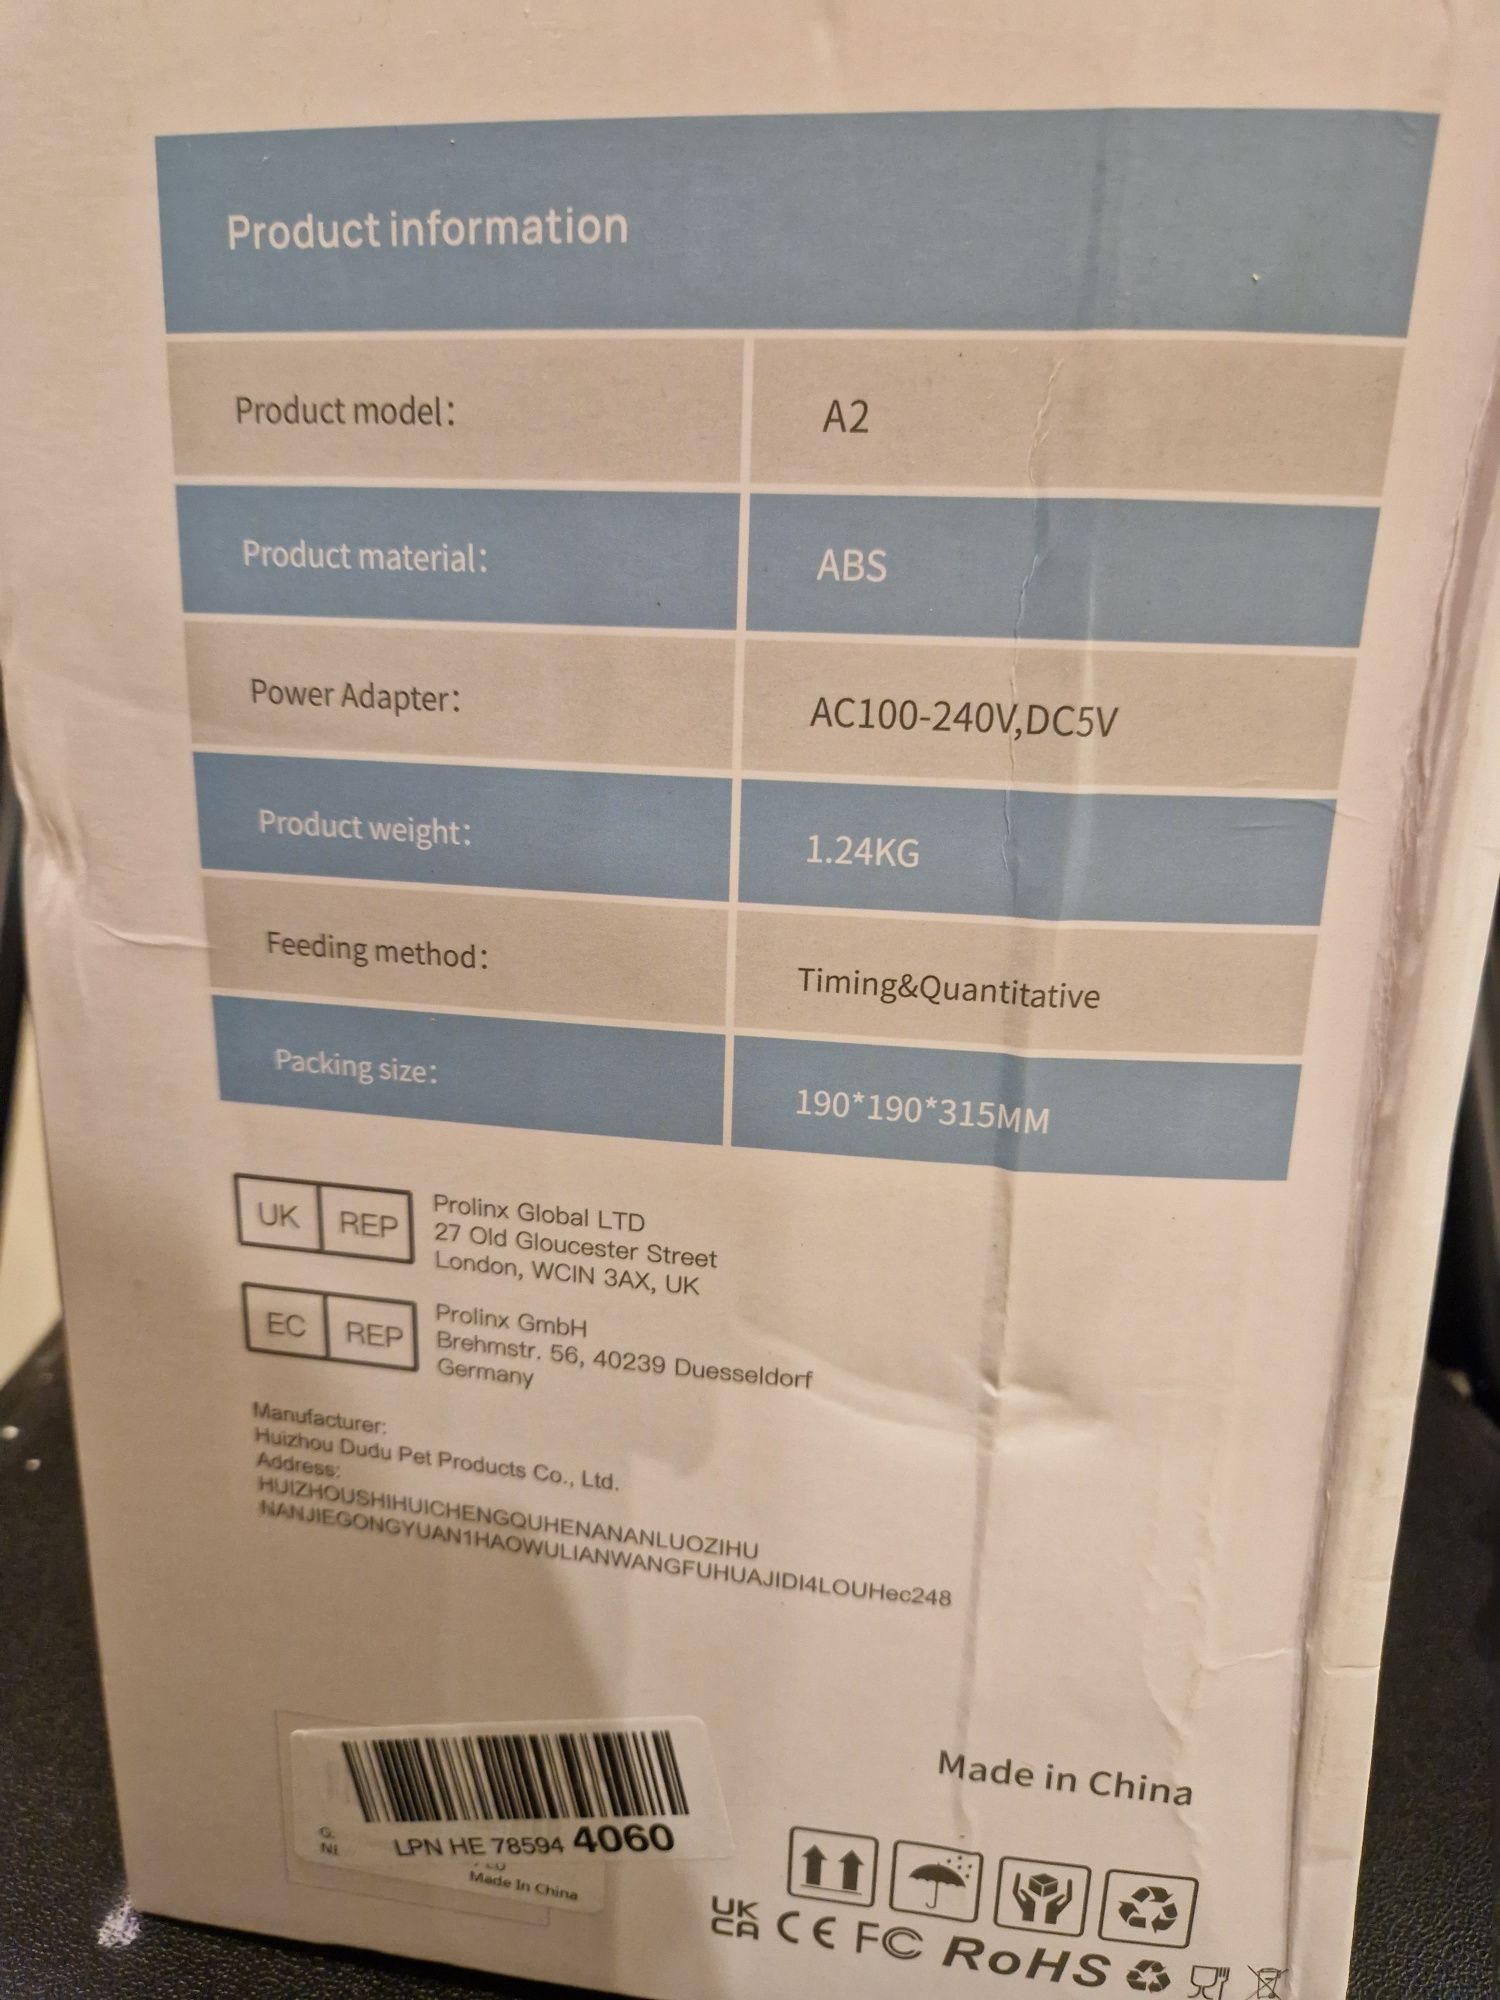 Product information
Product model: A2
Product material: ABS
Power Adapter: AC100-240V,DC5V
Product weight: 1.24KG
Feeding method: Timing&Quantitative
Packing size: 190*190*315MM
UK REP
Prolinx Global LTD
27 Old Gloucester Street
London, WCIN 3AX, UK
EC REP
Prolinx GmbH
Brehmstr. 56, 40239 Duesseldorf
Germany
Manufacturer:
Huizhou Dudu Pet Products Co., Ltd.
Address:
HUIZHOUSHIHUICHENGQUHENANANLUOZIHU
NANJIEGONGYUAN1HAOWULIANWANGFUHUAJIDI4LOUHec248
Made in China
LPN HE 78594 4060
Made In China
UK CA CE FC RoHS